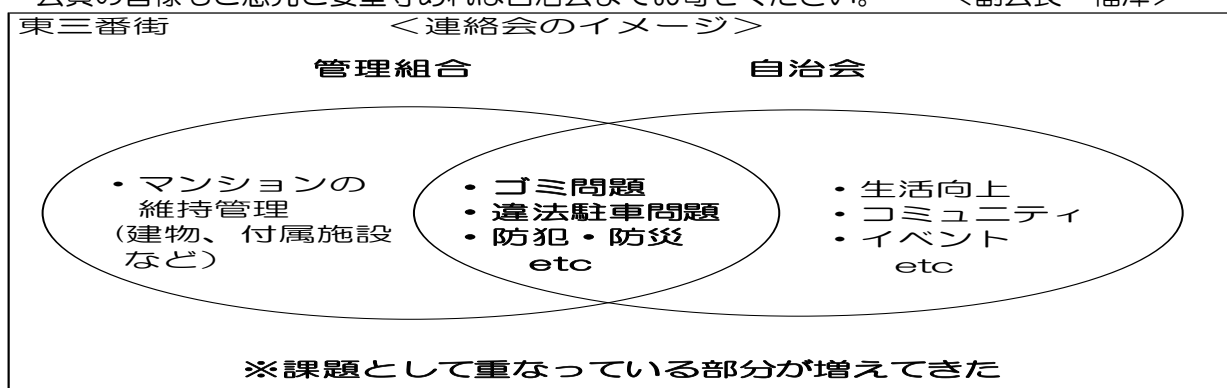 東三番街 <連絡会のイメージ>
管理組合 自治会
・マンションの
維持管理
(建物、付属施設
など)
・ゴミ問題
・違法駐車問題
・防犯・防災
etc
・生活向上
・コミュニティ
・イベント
etc
※課題として重なっている部分が増えてきた